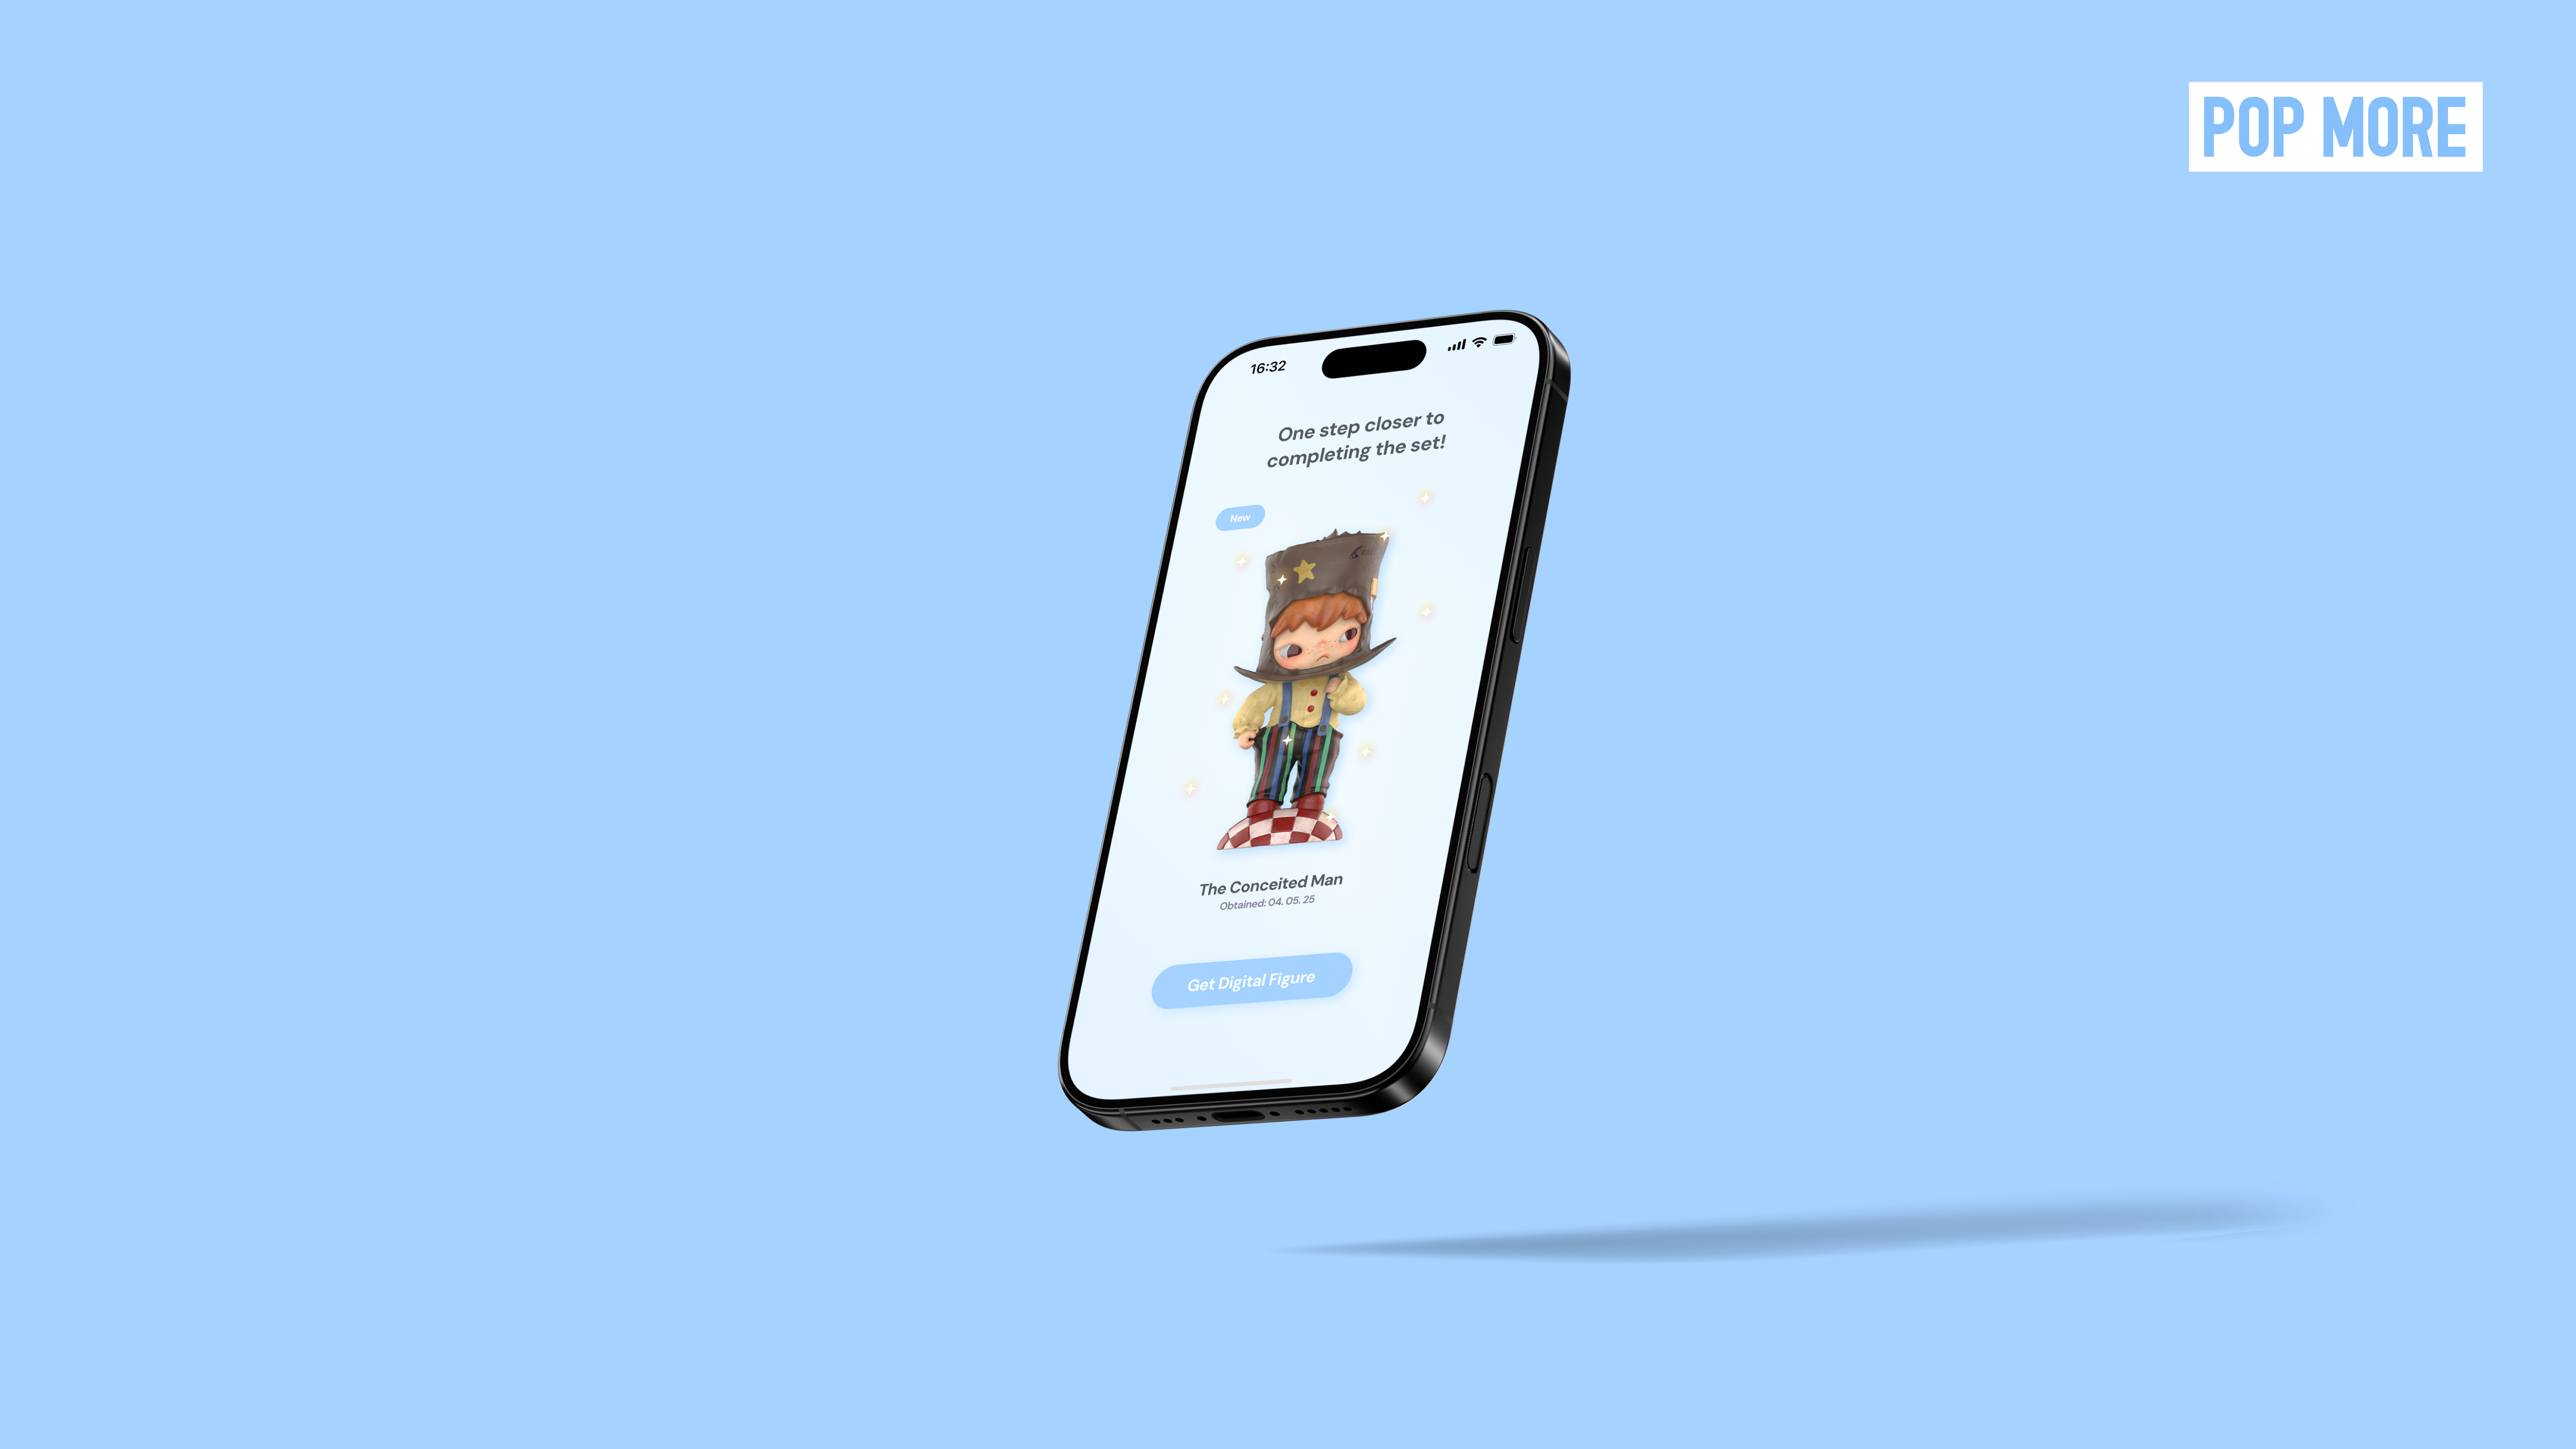 POP MORE
16:32
One step closer to
completing the set!
New
The Conceited Man
Obtained: 04. 05. 25
Get Digital Figure